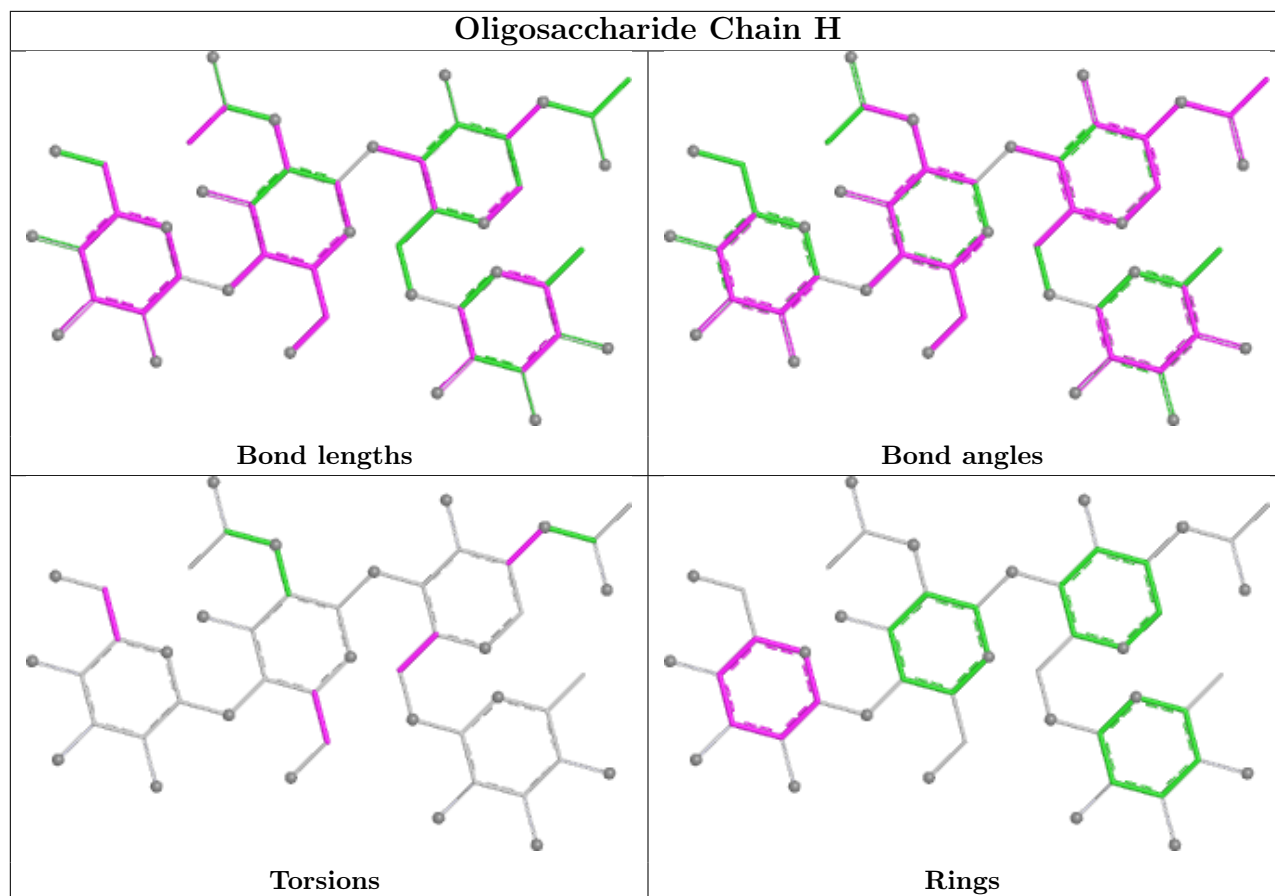 Oligosaccharide Chain H
Bond lengths
Bond angles
Torsions
Rings